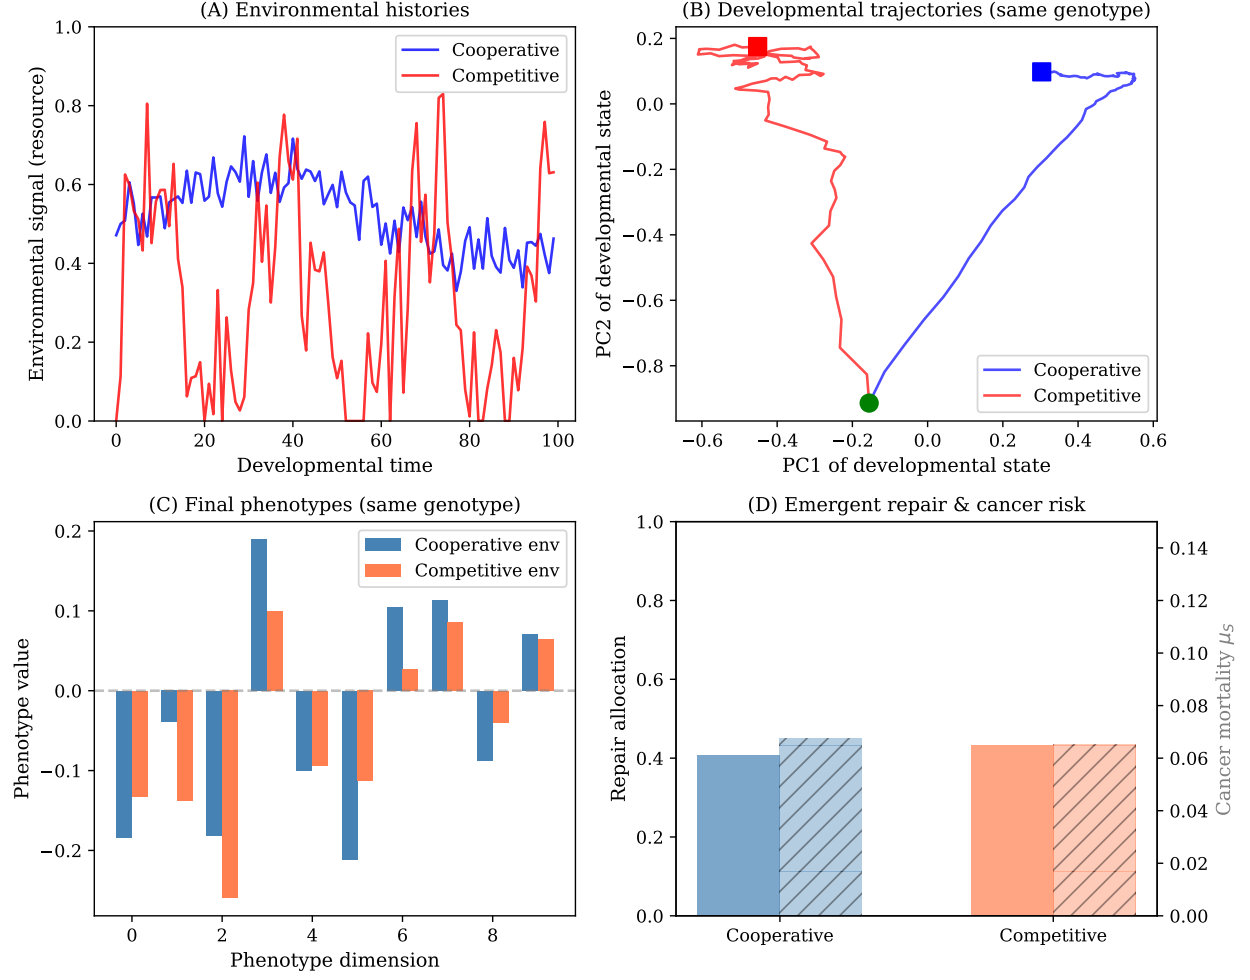 (A) Environmental histories
Environmental signal (resource)
1.0
0.8
0.6
0.4
0.2
0.0
Cooperative
Competitive
0
20
40
60
80
100
Developmental time
(B) Developmental trajectories (same genotype)
PC2 of developmental state
0.2
0.0
−0.2
−0.4
−0.6
−0.8
Cooperative
Competitive
−0.6
−0.4
−0.2
0.0
0.2
0.4
0.6
PC1 of developmental state
(C) Final phenotypes (same genotype)
Phenotype value
0.2
0.1
0.0
−0.1
−0.2
Cooperative env
Competitive env
0
2
4
6
8
Phenotype dimension
(D) Emergent repair & cancer risk
Repair allocation
1.0
0.8
0.6
0.4
0.2
0.0
Cooperative
Competitive
0.14
0.12
0.10
0.08
0.06
0.04
0.02
0.00
Cancer mortality μ_S